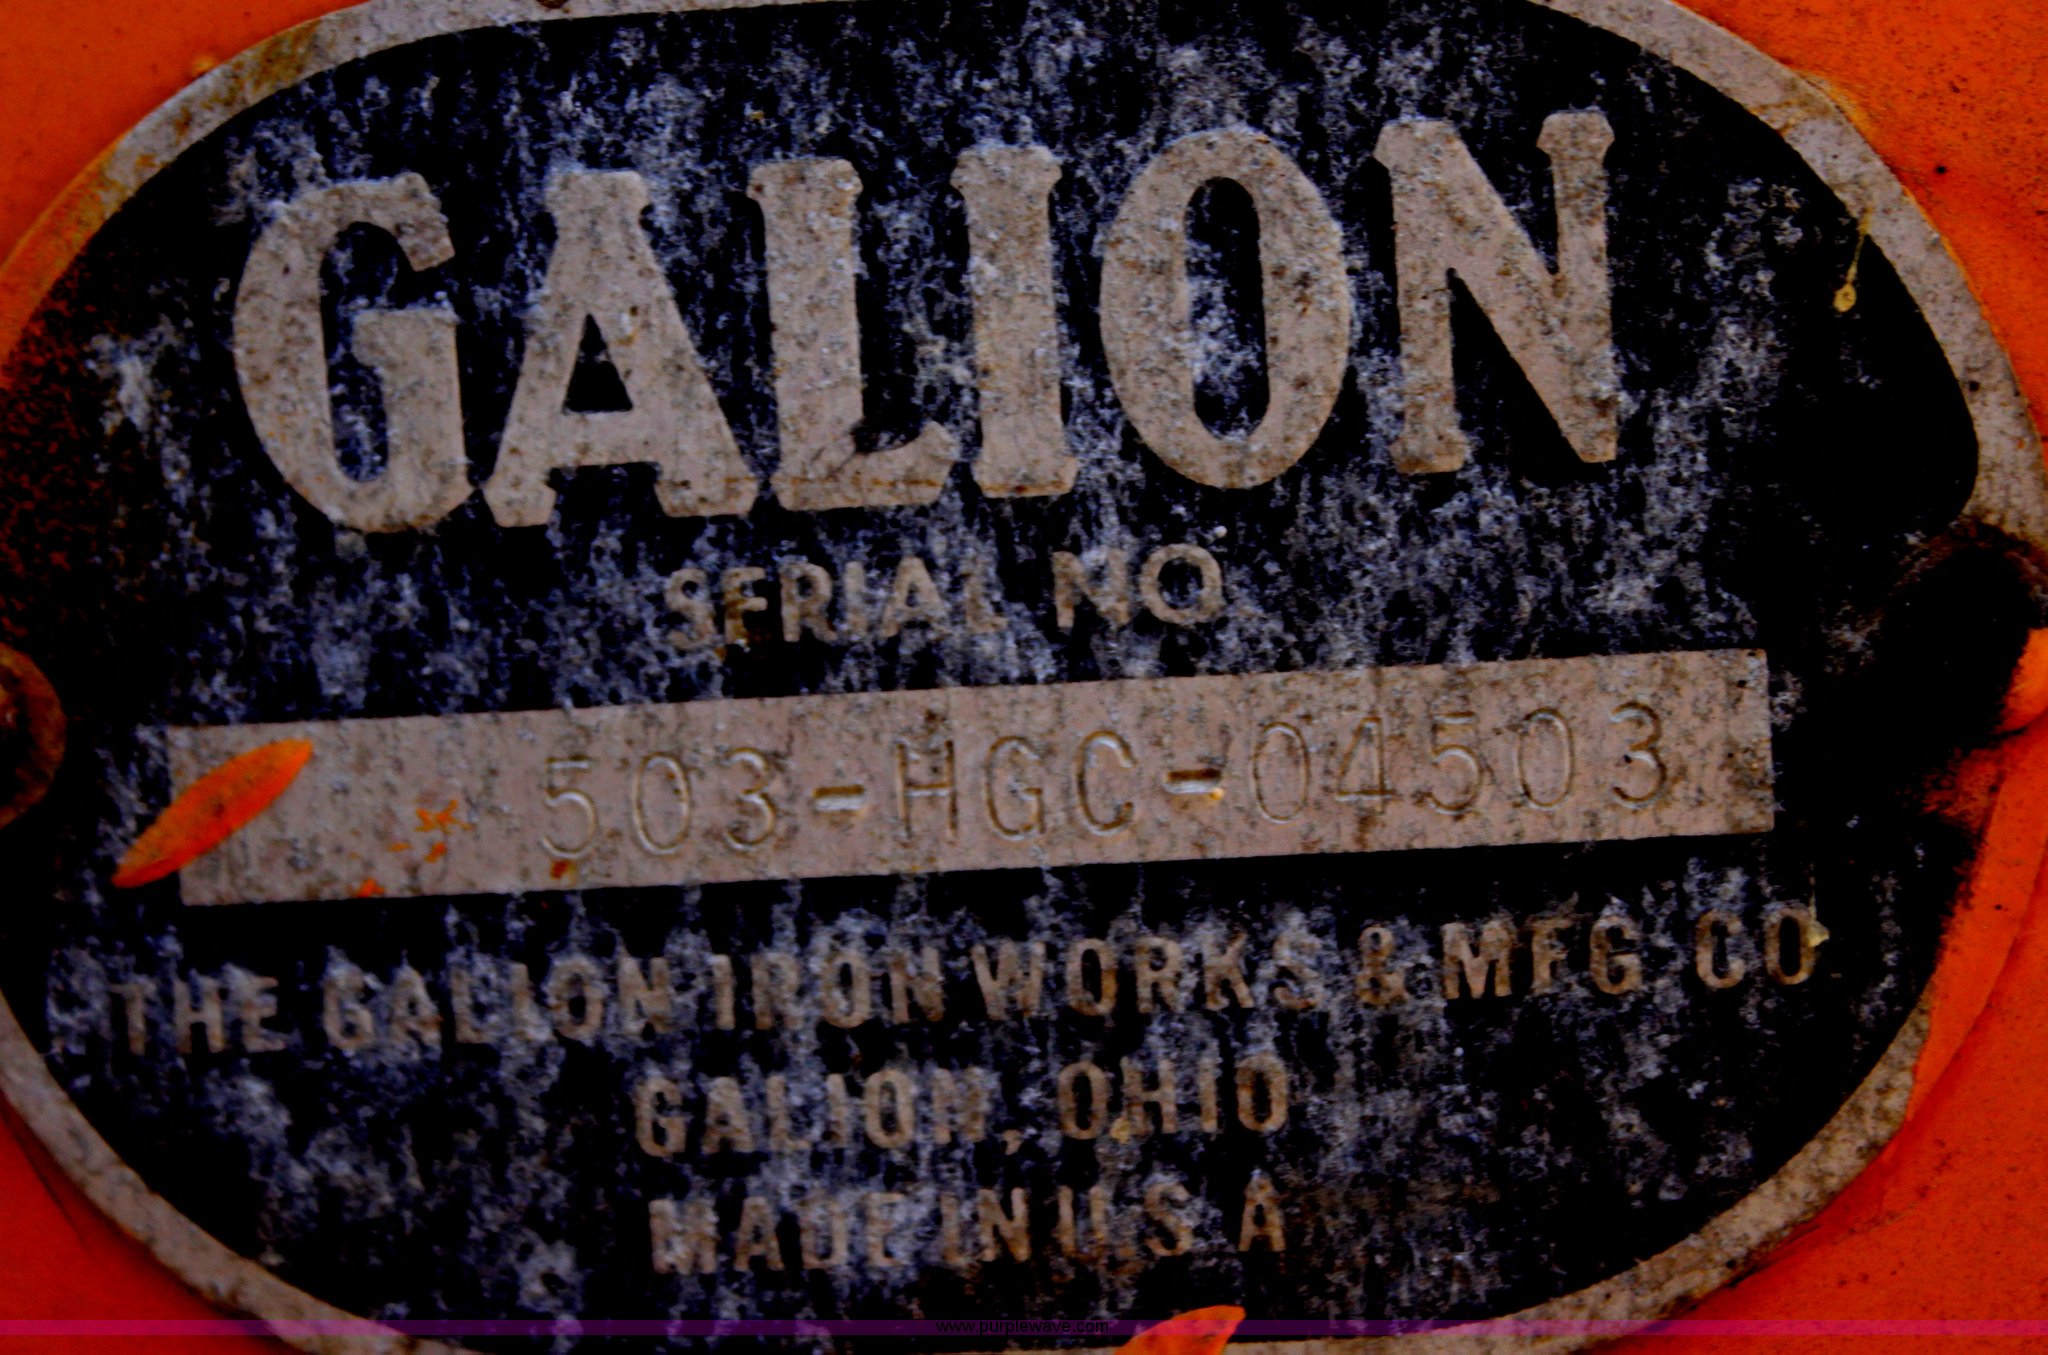 GALION
SERIAL NO
503-HGC-04503
THE GALION IRON WORKS & MFG CO
GALION, OHIO
MADE IN U S A
www.purplewave.com